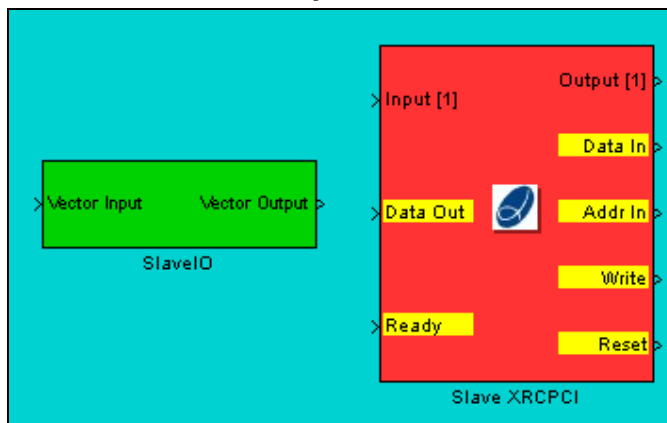 Vector Input Vector Output
SlaveIO
Input [1] Output [1]
Data In
Data Out Addr In
Write
Ready
Reset
Slave XRCPCI